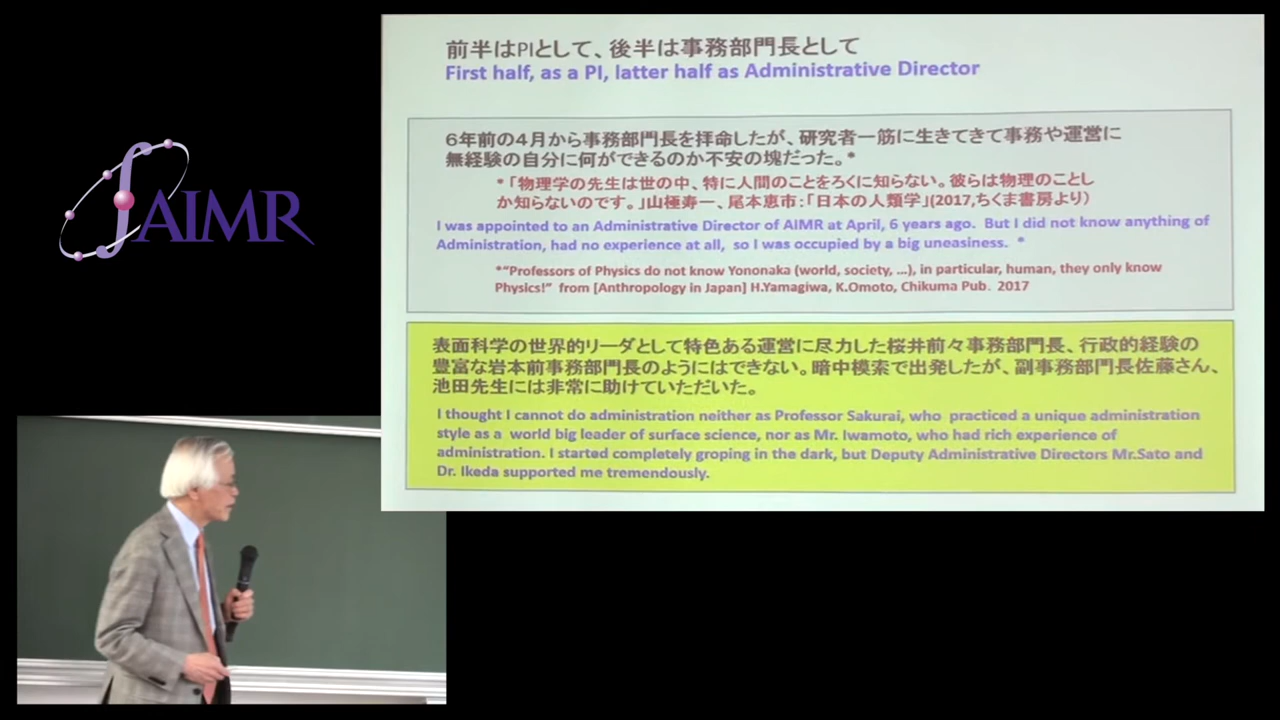 AIMR
前半はPIとして、後半は事務部門長として
First half, as a PI, latter half as Administrative Director
６年前の４月から事務部門長を拝命したが、研究者一筋に生きてきて事務や運営に
無経験の自分に何ができるのか不安の塊だった。*
*「物理学の先生は世の中、特に人間のことをろくに知らない。彼らは物理のことし
か知らないのです。」山極寿一、尾本恵市：「日本の人類学」(2017,ちくま書房より）
I was appointed to an Administrative Director of AIMR at April, 6 years ago. But I did not know anything of
Administration, had no experience at all, so I was occupied by a big uneasiness. *
*"Professors of Physics do not know Yononaka (world, society, …), in particular, human, they only know
Physics!" from [Anthropology in Japan] H.Yamagiwa, K.Omoto, Chikuma Pub. 2017
表面科学の世界的リーダとして特色ある運営に尽力した桜井前々事務部門長、行政的経験の
豊富な岩本前事務部門長のようにはできない。暗中模索で出発したが、副事務部門長佐藤さん、
池田先生には非常に助けていただいた。
I thought I cannot do administration neither as Professor Sakurai, who practiced a unique administration
style as a world big leader of surface science, nor as Mr. Iwamoto, who had rich experience of
administration. I started completely groping in the dark, but Deputy Administrative Directors Mr.Sato and
Dr. Ikeda supported me tremendously.